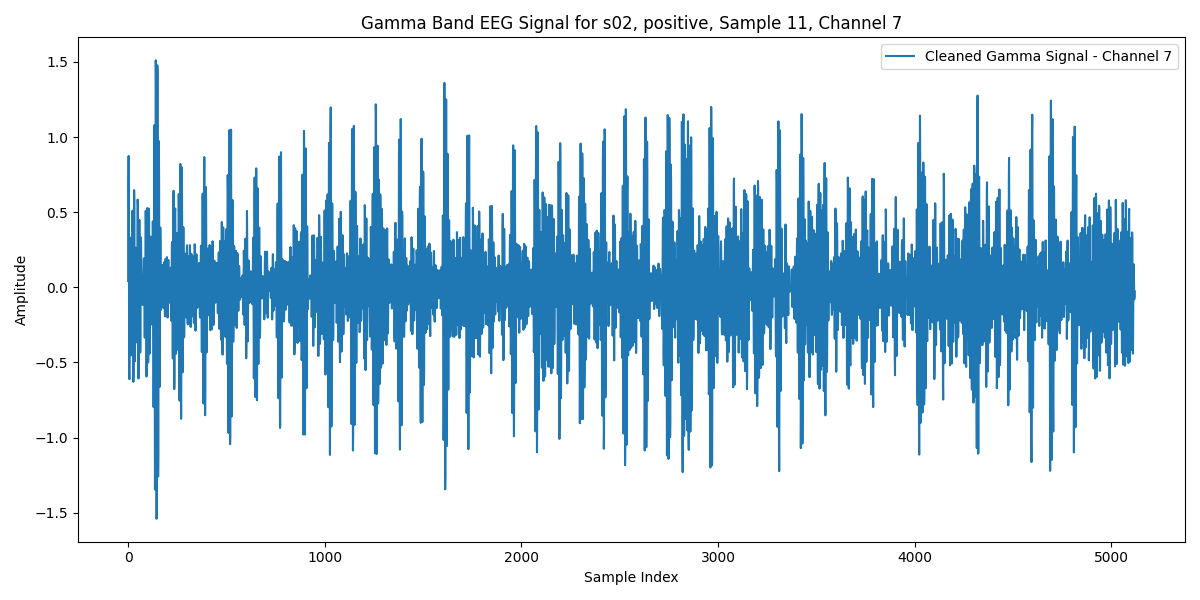 Gamma Band EEG Signal for s02, positive, Sample 11, Channel 7
Cleaned Gamma Signal - Channel 7
1.5
1.0
0.5
0.0
−0.5
−1.0
−1.5
Amplitude
0 1000 2000 3000 4000 5000
Sample Index